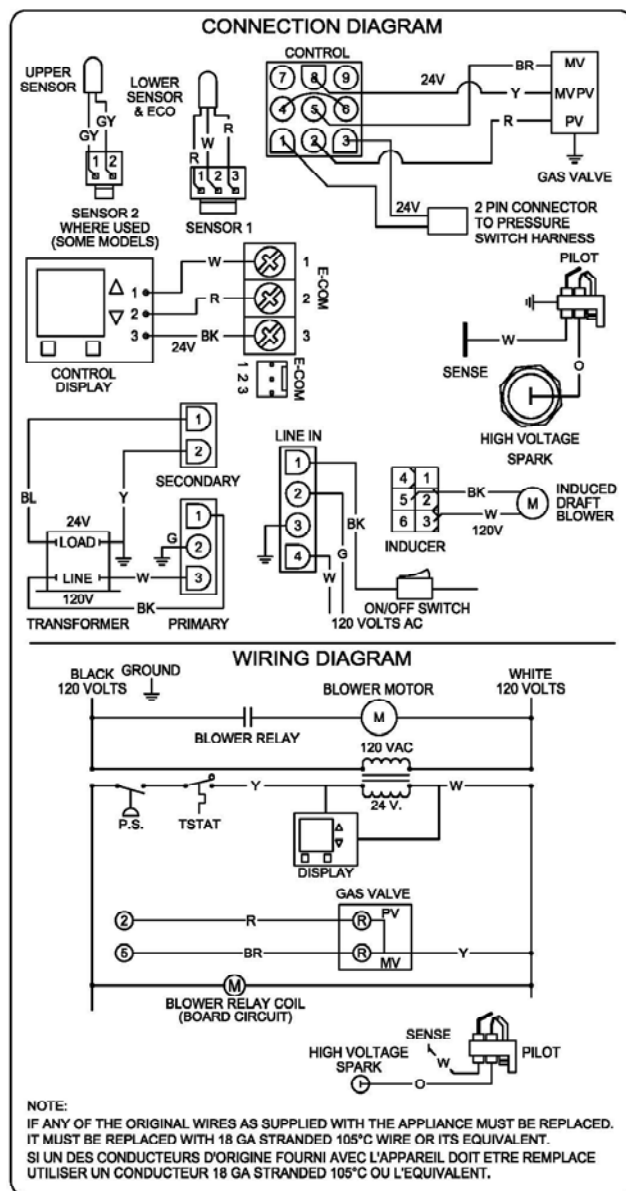 CONNECTION DIAGRAM
CONTROL
UPPER
SENSOR
LOWER
SENSOR
& ECO
7 8 9
4 5 6
1 2 3
24V
BR
Y
R
MV
MVPV
PV
GAS VALVE
GY
GY
R
W
R
1 2
1 2 3
SENSOR 2
WHERE USED
(SOME MODELS)
SENSOR 1
24V
2 PIN CONNECTOR
TO PRESSURE
SWITCH HARNESS
PILOT
1
2
3
W
R
BK
24V
1
2
3
E-COM
CONTROL
DISPLAY
1 2 3
E-COM
W
SENSE
O
HIGH VOLTAGE
SPARK
1
2
SECONDARY
BL
Y
24V
LOAD
LINE
120V
TRANSFORMER
G
W
BK
1
2
3
PRIMARY
LINE IN
1
2
3
4
BK
G
W
120 VOLTS AC
ON/OFF SWITCH
4 1
5 2
6 3
INDUCER
BK
W
120V
M
INDUCED
DRAFT
BLOWER
WIRING DIAGRAM
BLACK
120 VOLTS
GROUND
BLOWER MOTOR
WHITE
120 VOLTS
M
BLOWER RELAY
120 VAC
P.S.
TSTAT
Y
24 V.
W
DISPLAY
GAS VALVE
2
R
R
PV
5
BR
R
MV
Y
M
BLOWER RELAY COIL
(BOARD CIRCUIT)
SENSE
W
HIGH VOLTAGE
SPARK
O
PILOT
NOTE:
IF ANY OF THE ORIGINAL WIRES AS SUPPLIED WITH THE APPLIANCE MUST BE REPLACED.
IT MUST BE REPLACED WITH 18 GA STRANDED 105°C WIRE OR ITS EQUIVALENT.
SI UN DES CONDUCTEURS D'ORIGINE FOURNI AVEC L'APPAREIL DOIT ETRE REMPLACE
UTILISER UN CONDUCTEUR 18 GA STRANDED 105°C OU L'EQUIVALENT.